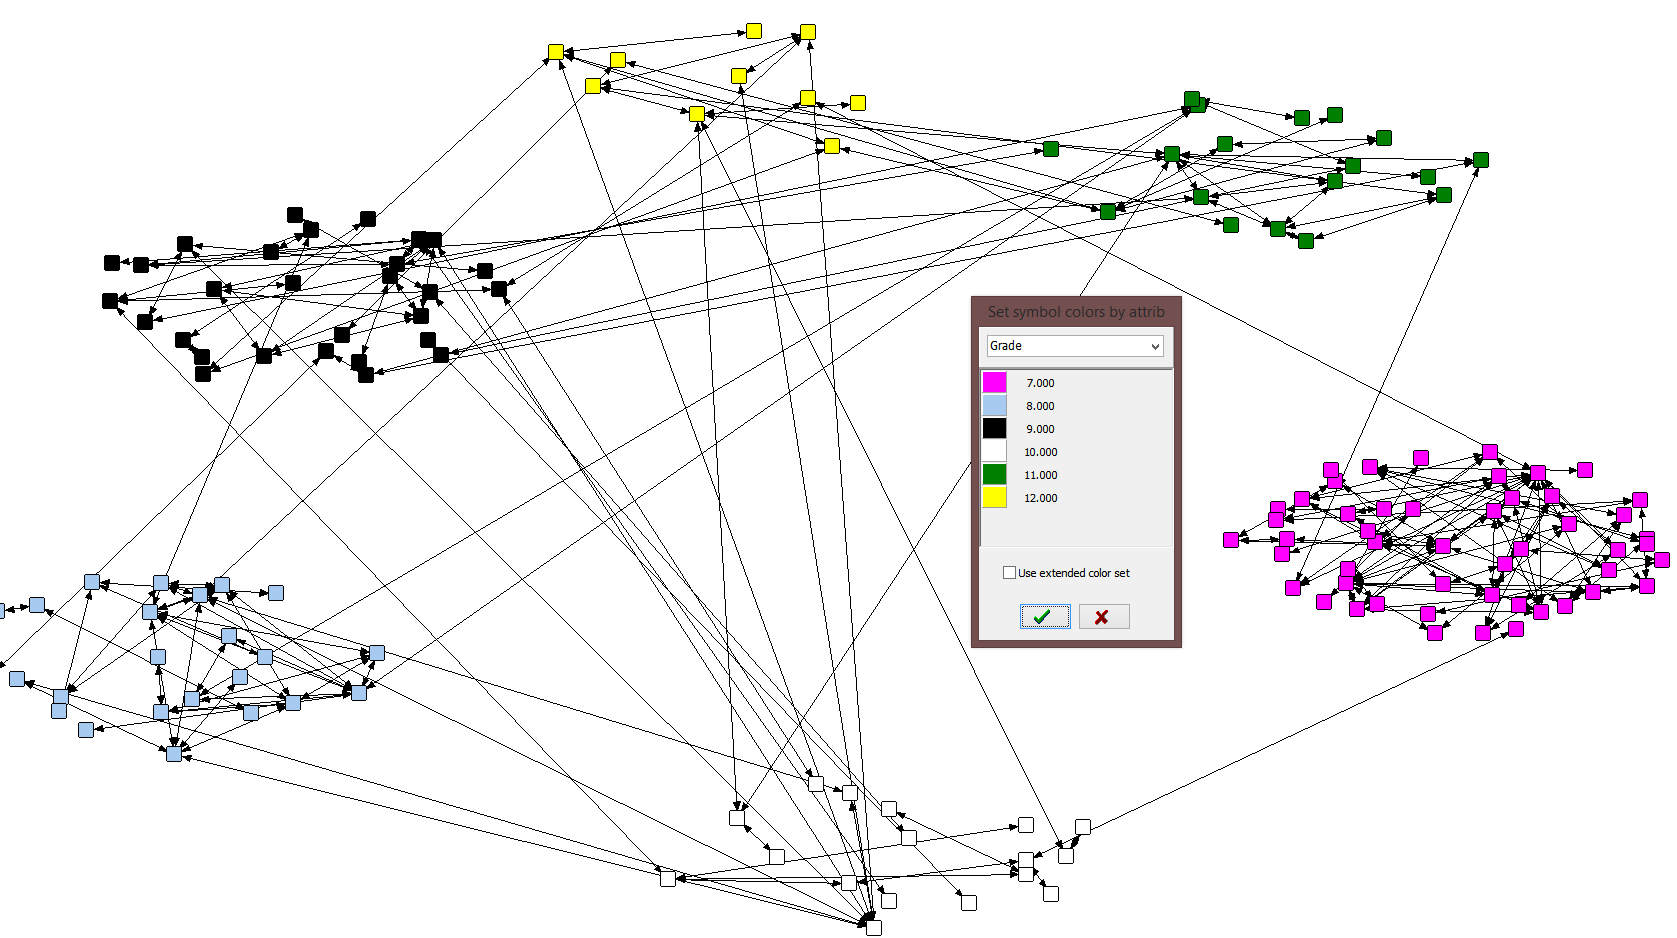 Set symbol colors by attrib
Grade
7.000
8.000
9.000
10.000
11.000
12.000
Use extended color set